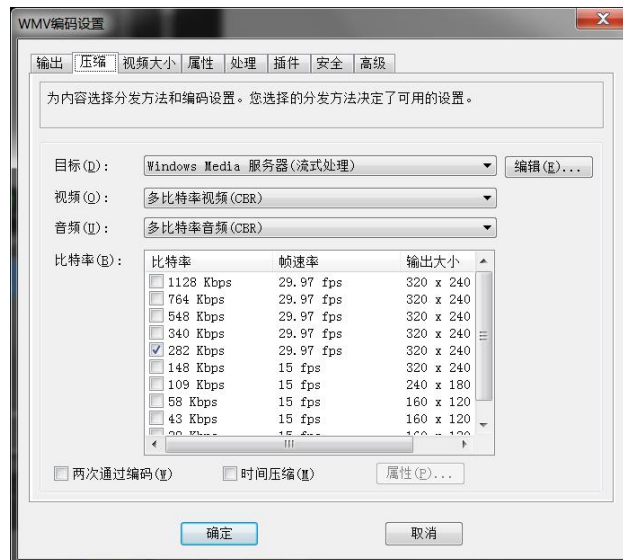 WMV编码设置
输出 压缩 视频大小 属性 处理 插件 安全 高级
为内容选择分发方法和编码设置。您选择的分发方法决定了可用的设置。
目标(D): Windows Media 服务器(流式处理) 编辑(E)...
视频(O): 多比特率视频(CBR)
音频(U): 多比特率音频(CBR)
比特率(B): 比特率 帧速率 输出大小
1128 Kbps 29.97 fps 320 x 240
764 Kbps 29.97 fps 320 x 240
548 Kbps 29.97 fps 320 x 240
340 Kbps 29.97 fps 320 x 240
282 Kbps 29.97 fps 320 x 240
148 Kbps 15 fps 320 x 240
109 Kbps 15 fps 240 x 180
58 Kbps 15 fps 160 x 120
43 Kbps 15 fps 160 x 120
两次通过编码(W) 时间压缩(M) 属性(P)...
确定 取消